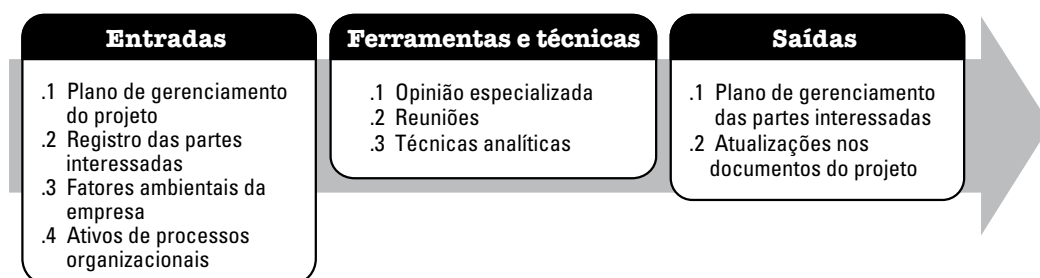 Entradas
.1 Plano de gerenciamento
do projeto
.2 Registro das partes
interessadas
.3 Fatores ambientais da
empresa
.4 Ativos de processos
organizacionais
Ferramentas e técnicas
.1 Opinião especializada
.2 Reuniões
.3 Técnicas analíticas
Saídas
.1 Plano de gerenciamento
das partes interessadas
.2 Atualizações nos
documentos do projeto